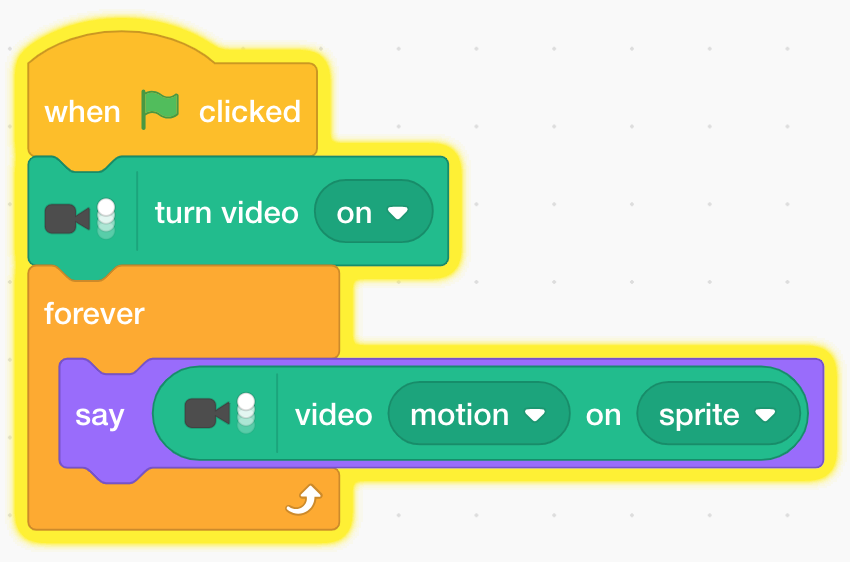 when clicked
turn video on
forever
say video motion on sprite